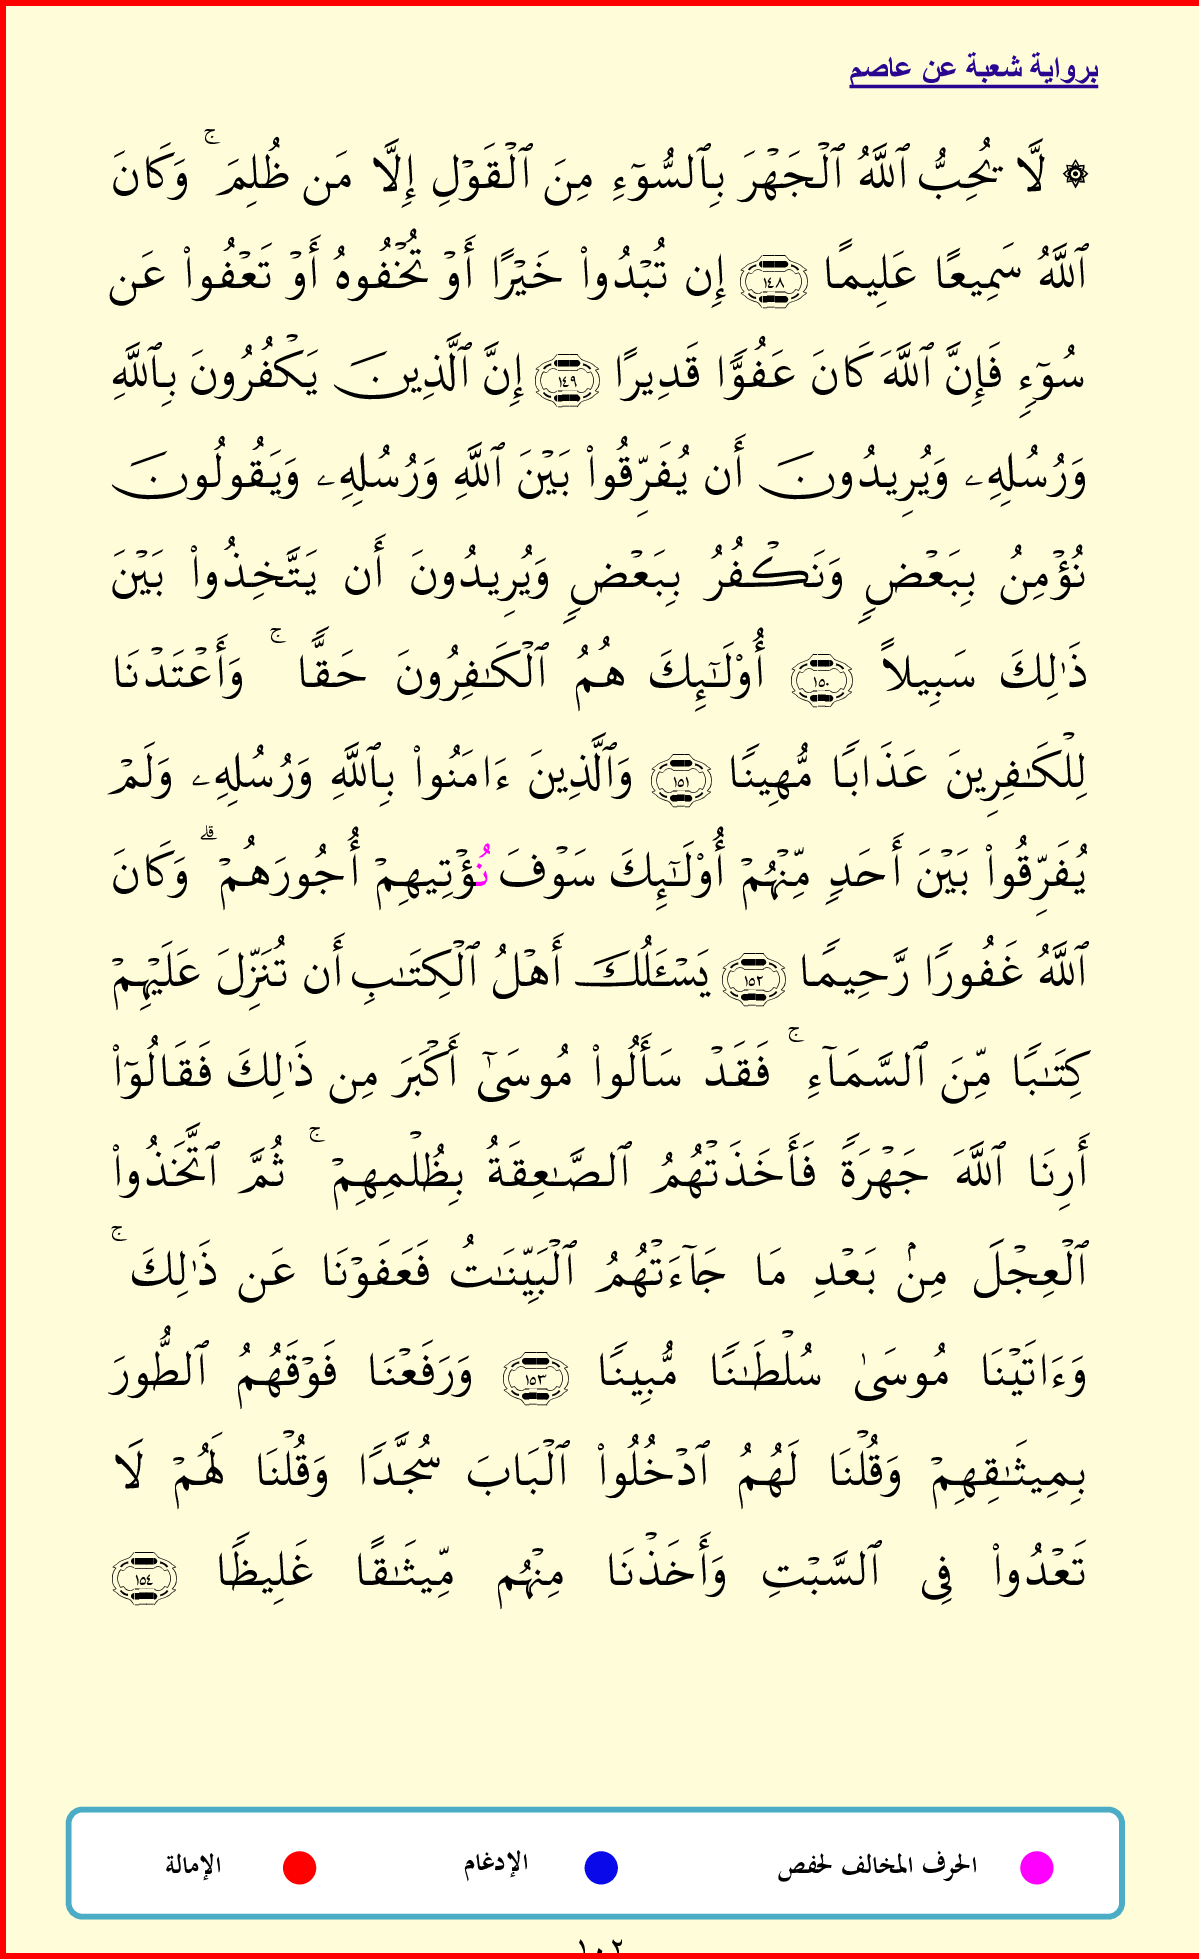 برواية شعبة عن عاصم
۞ لَّا يُحِبُّ ٱللَّهُ ٱلۡجَهۡرَ بِٱلسُّوٓءِ مِنَ ٱلۡقَوۡلِ إِلَّا مَن ظُلِمَ ۚ وَكَانَ
ٱللَّهُ سَمِيعًا عَلِيمًا ١٤٨ إِن تُبۡدُواْ خَيۡرًا أَوۡ تُخۡفُوهُ أَوۡ تَعۡفُواْ عَن
سُوٓءٖ فَإِنَّ ٱللَّهَ كَانَ عَفُوًّا قَدِيرًا ١٤٩ إِنَّ ٱلَّذِينَ يَكۡفُرُونَ بِٱللَّهِ
وَرُسُلِهِۦ وَيُرِيدُونَ أَن يُفَرِّقُواْ بَيۡنَ ٱللَّهِ وَرُسُلِهِۦ وَيَقُولُونَ
نُؤۡمِنُ بِبَعۡضٖ وَنَكۡفُرُ بِبَعۡضٖ وَيُرِيدُونَ أَن يَتَّخِذُواْ بَيۡنَ
ذَٰلِكَ سَبِيلاً ١٥٠ أُوْلَـٰٓئِكَ هُمُ ٱلۡكَـٰفِرُونَ حَقًّا ۚ وَأَعۡتَدۡنَا
لِلۡكَـٰفِرِينَ عَذَابًا مُّهِينًا ١٥١ وَٱلَّذِينَ ءَامَنُواْ بِٱللَّهِ وَرُسُلِهِۦ وَلَمۡ
يُفَرِّقُواْ بَيۡنَ أَحَدٖ مِّنۡهُمۡ أُوْلَـٰٓئِكَ سَوۡفَ نُؤۡتِيهِمۡ أُجُورَهُمۡ ۗ وَكَانَ
ٱللَّهُ غَفُورًا رَّحِيمًا ١٥٢ يَسۡـَٔلُكَ أَهۡلُ ٱلۡكِتَـٰبِ أَن تُنَزِّلَ عَلَيۡهِمۡ
كِتَـٰبًا مِّنَ ٱلسَّمَآءِ ۚ فَقَدۡ سَأَلُواْ مُوسَىٰٓ أَكۡبَرَ مِن ذَٰلِكَ فَقَالُوٓاْ
أَرِنَا ٱللَّهَ جَهۡرَةً فَأَخَذَتۡهُمُ ٱلصَّـٰعِقَةُ بِظُلۡمِهِمۡ ۚ ثُمَّ ٱتَّخَذُواْ
ٱلۡعِجۡلَ مِنۢ بَعۡدِ مَا جَآءَتۡهُمُ ٱلۡبَيِّنَـٰتُ فَعَفَوۡنَا عَن ذَٰلِكَ ۚ
وَءَاتَيۡنَا مُوسَىٰ سُلۡطَـٰنًا مُّبِينًا ١٥٣ وَرَفَعۡنَا فَوۡقَهُمُ ٱلطُّورَ
بِمِيثَـٰقِهِمۡ وَقُلۡنَا لَهُمُ ٱدۡخُلُواْ ٱلۡبَابَ سُجَّدًا وَقُلۡنَا لَهُمۡ لَا
تَعۡدُواْ فِى ٱلسَّبۡتِ وَأَخَذۡنَا مِنۡهُم مِّيثَـٰقًا غَلِيظًا ١٥٤
الحرف المخالف لحفص الإدغام الإمالة
١٠٢